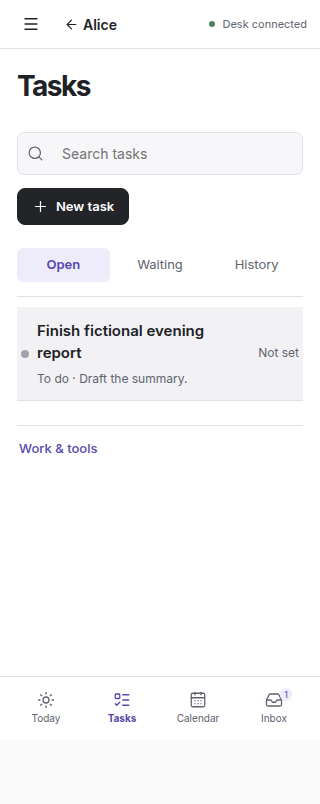 Alice
Desk connected
Tasks
Search tasks
New task
Open
Waiting
History
Finish fictional evening
report
Not set
To do · Draft the summary.
Work & tools
1
Today
Tasks
Calendar
Inbox